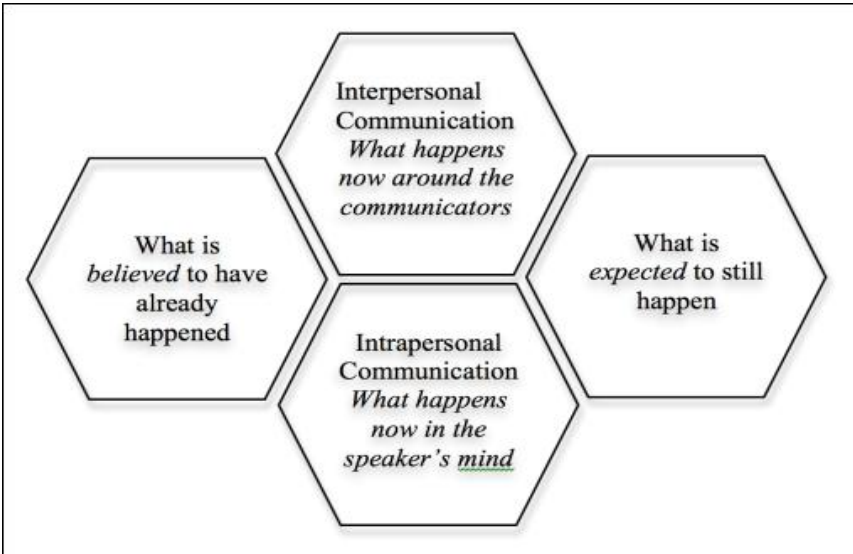 Interpersonal
Communication
What happens
now around the
communicators
What is
believed to have
already
happened
What is
expected to still
happen
Intrapersonal
Communication
What happens
now in the
speaker's mind